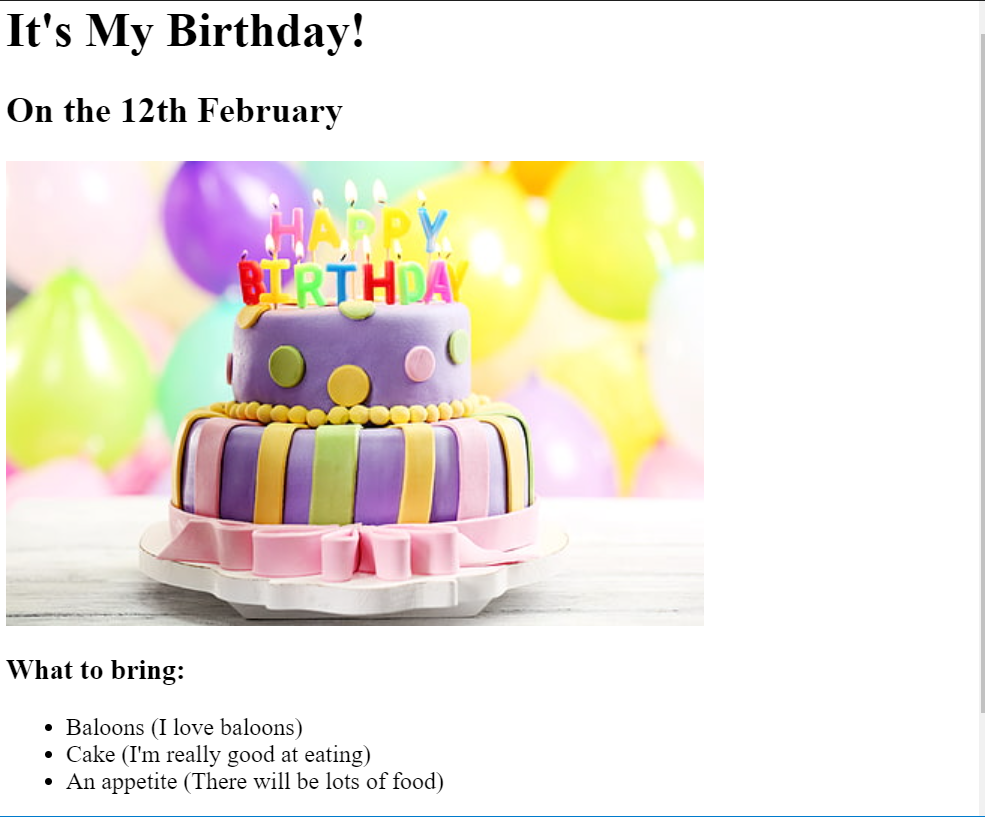 It's My Birthday!
On the 12th February
HAPPY
BIRTHDAY
What to bring:
Baloons (I love baloons)
Cake (I'm really good at eating)
An appetite (There will be lots of food)